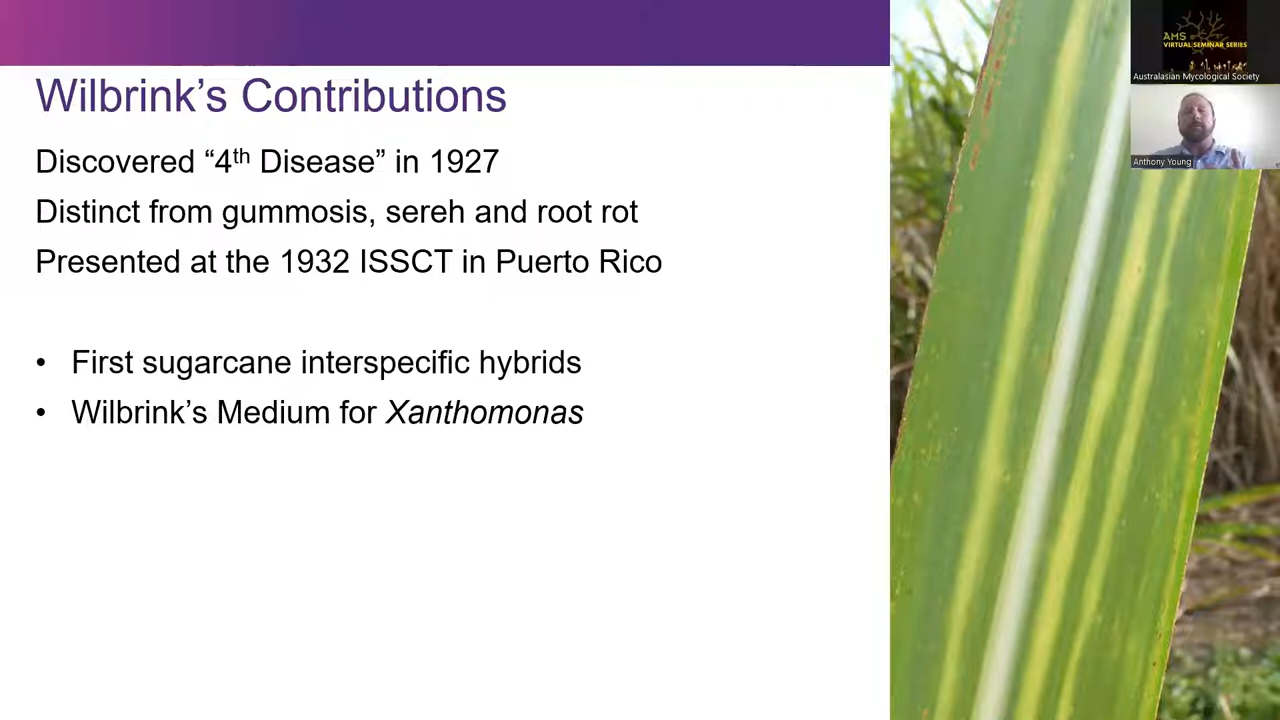 Wilbrink’s Contributions
Discovered “4th Disease” in 1927
Distinct from gummosis, sereh and root rot
Presented at the 1932 ISSCT in Puerto Rico
• First sugarcane interspecific hybrids
• Wilbrink’s Medium for Xanthomonas
AMS
VIRTUAL SEMINAR SERIES
Australasian Mycological Society
Anthony Young